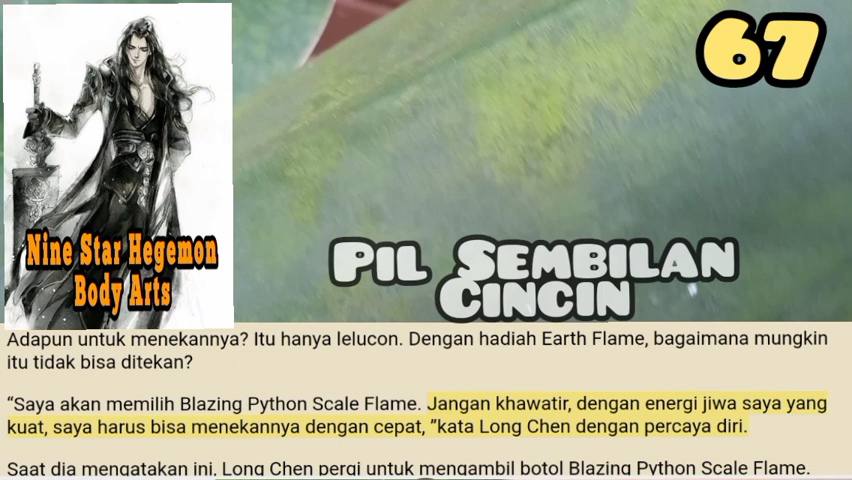 67
Nine Star Hegemon
Body Arts
Pil Sembilan
Cincin
Adapun untuk menekannya? Itu hanya lelucon. Dengan hadiah Earth Flame, bagaimana mungkin
itu tidak bisa ditekan?
“Saya akan memilih Blazing Python Scale Flame. Jangan khawatir, dengan energi jiwa saya yang
kuat, saya harus bisa menekannya dengan cepat, ”kata Long Chen dengan percaya diri.
Saat dia mengatakan ini, Long Chen pergi untuk mengambil botol Blazing Python Scale Flame.